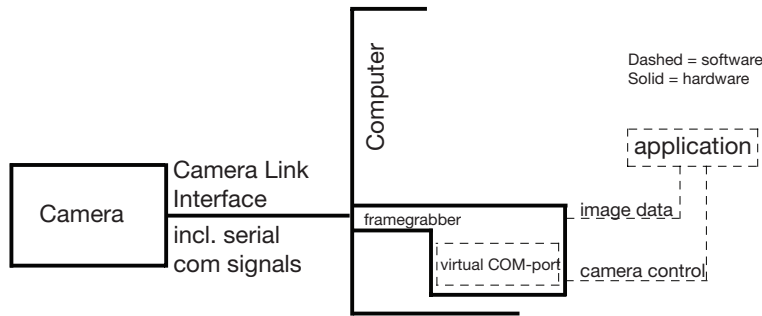 Computer
Dashed = software
Solid = hardware
application
Camera Link
Interface
Camera
incl. serial
com signals
framegrabber
image data
virtual COM-port
camera control